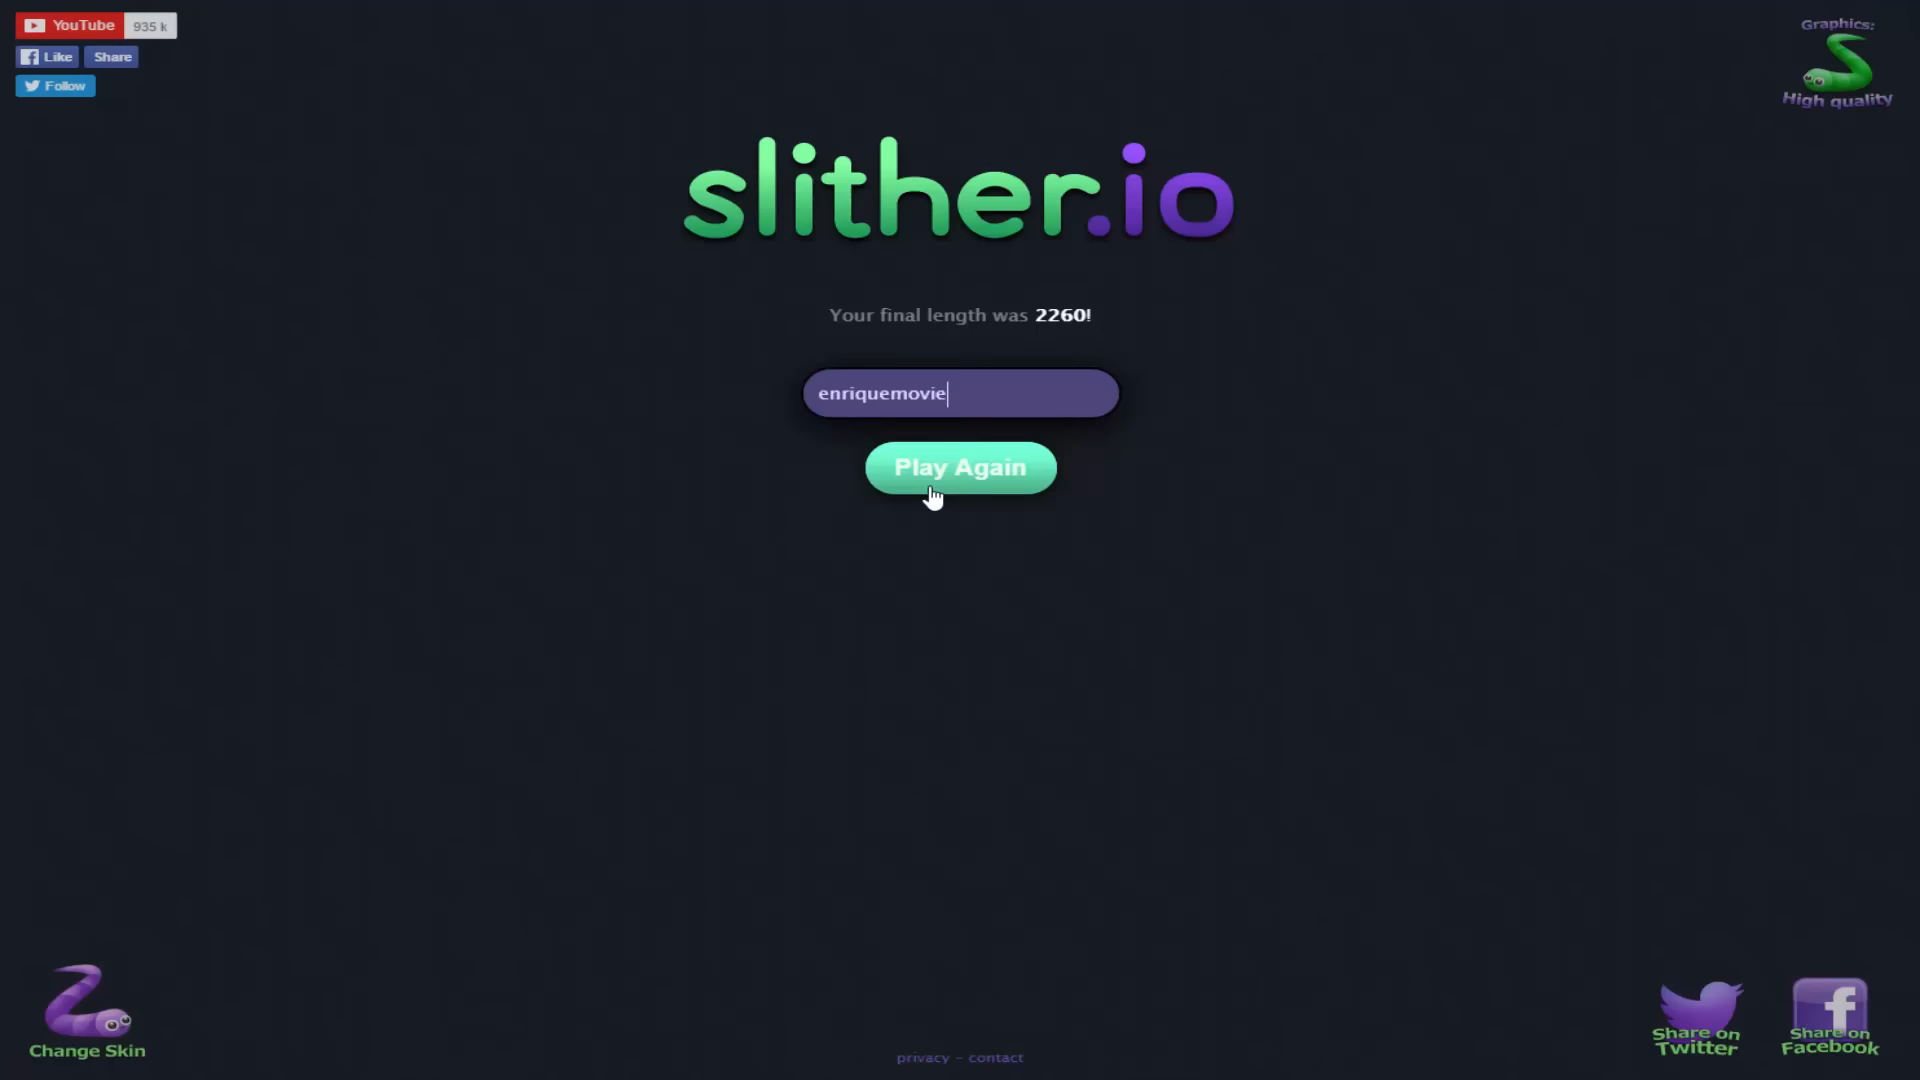 YouTube 935 k
Like Share
Follow
Graphics:
High quality
slither.io
Your final length was 2260!
enriquemovie
Play Again
Change Skin
privacy - contact
Share on
Twitter
Share on
Facebook